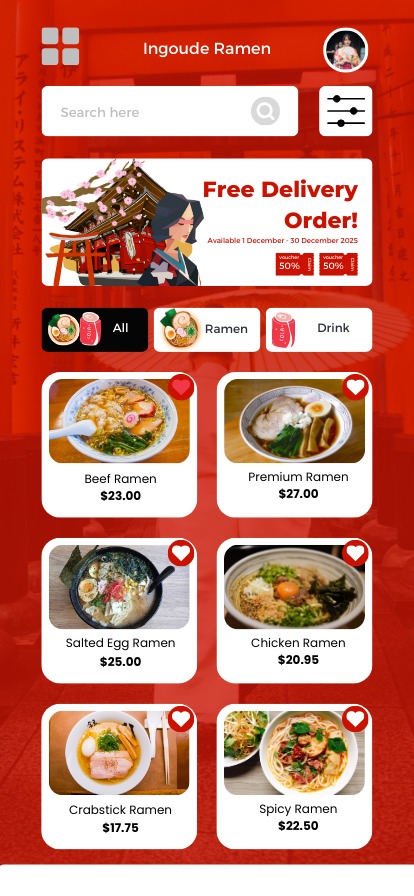 Ingoude Ramen
Search here
Free Delivery
Order!
Available 1 December - 30 December 2025
voucher
50%
Claim
voucher
50%
Claim
All
Ramen
Drink
Beef Ramen
$23.00
Premium Ramen
$27.00
Salted Egg Ramen
$25.00
Chicken Ramen
$20.95
Crabstick Ramen
$17.75
Spicy Ramen
$22.50